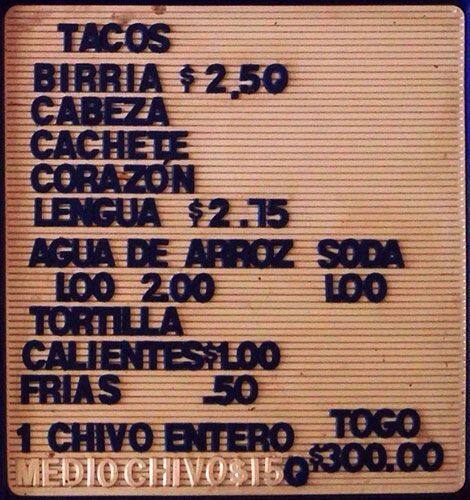 TACOS
BIRRIA $2.50
CABEZA
CACHETE
CORAZÓN
LENGUA $2.75
AGUA DE ARROZ SODA
1.00 2.00 1.00
TORTILLA
CALIENTES $1.00
FRIAS .50
TOGO
1 CHIVO ENTERO $300.00
MEDIO CHIVO $150